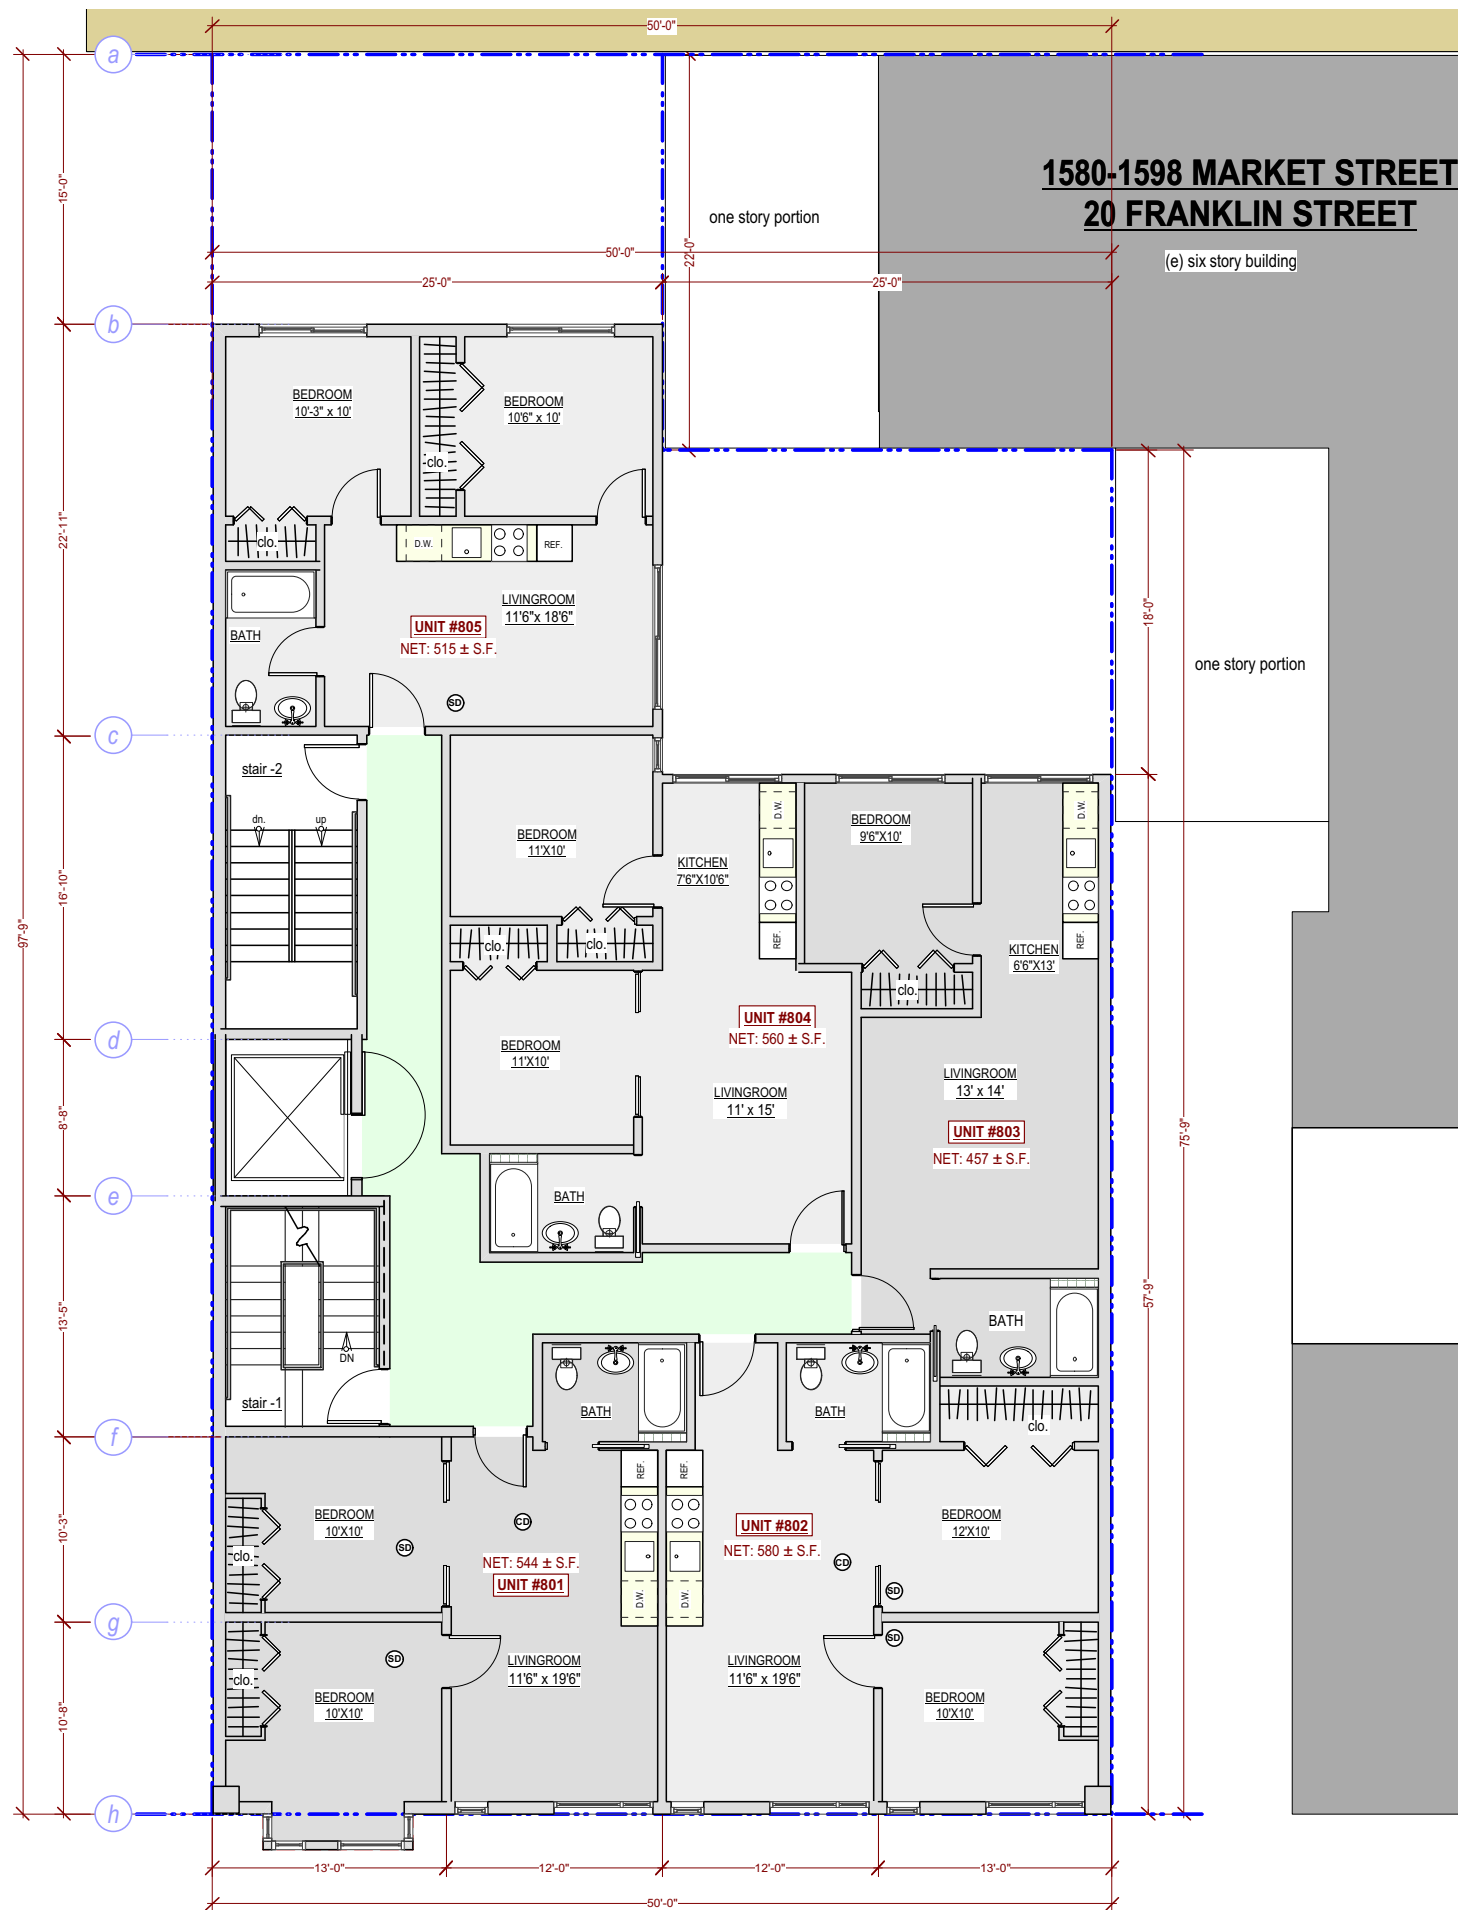 50'-0"
a
1580-1598 MARKET STREET
20 FRANKLIN STREET
(e) six story building
one story portion
15'-0"
50'-0"
22'-0"
25'-0"
25'-0"
b
BEDROOM
10'-3" x 10'
BEDROOM
10'6" x 10'
clo.
22'-11"
clo.
D.W.
REF.
LIVINGROOM
11'6"x 18'6"
UNIT #805
NET: 515 ± S.F.
BATH
SD
18'-0"
one story portion
c
stair -2
dn.
up
BEDROOM
11'X10'
KITCHEN
7'6"X10'6"
D.W.
REF.
BEDROOM
9'6"X10'
D.W.
REF.
KITCHEN
6'6"X13'
16'-10"
97'-9"
clo.
clo.
clo.
UNIT #804
NET: 560 ± S.F.
d
BEDROOM
11'X10'
LIVINGROOM
11' x 15'
LIVINGROOM
13' x 14'
UNIT #803
NET: 457 ± S.F.
8'-8"
75'-9"
e
BATH
57'-9"
13'-5"
DN
BATH
stair -1
BATH
BATH
clo.
f
REF.
REF.
BEDROOM
10'X10'
SD
CD
UNIT #802
NET: 580 ± S.F.
CD
BEDROOM
12'X10'
10'-3"
clo.
NET: 544 ± S.F.
UNIT #801
D.W.
D.W.
SD
g
SD
SD
clo.
LIVINGROOM
11'6" x 19'6"
LIVINGROOM
11'6" x 19'6"
BEDROOM
10'X10'
BEDROOM
10'X10'
10'-8"
h
13'-0"
12'-0"
12'-0"
13'-0"
50'-0"